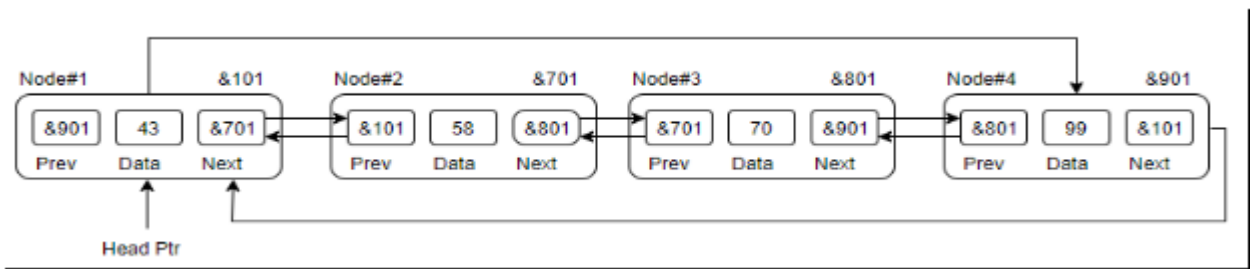 Node#1 &101 Node#2 &701 Node#3 &801 Node#4 &901
&901 43 &701 &101 58 &801 &701 70 &901 &801 99 &101
Prev Data Next Prev Data Next Prev Data Next Prev Data Next
Head Ptr